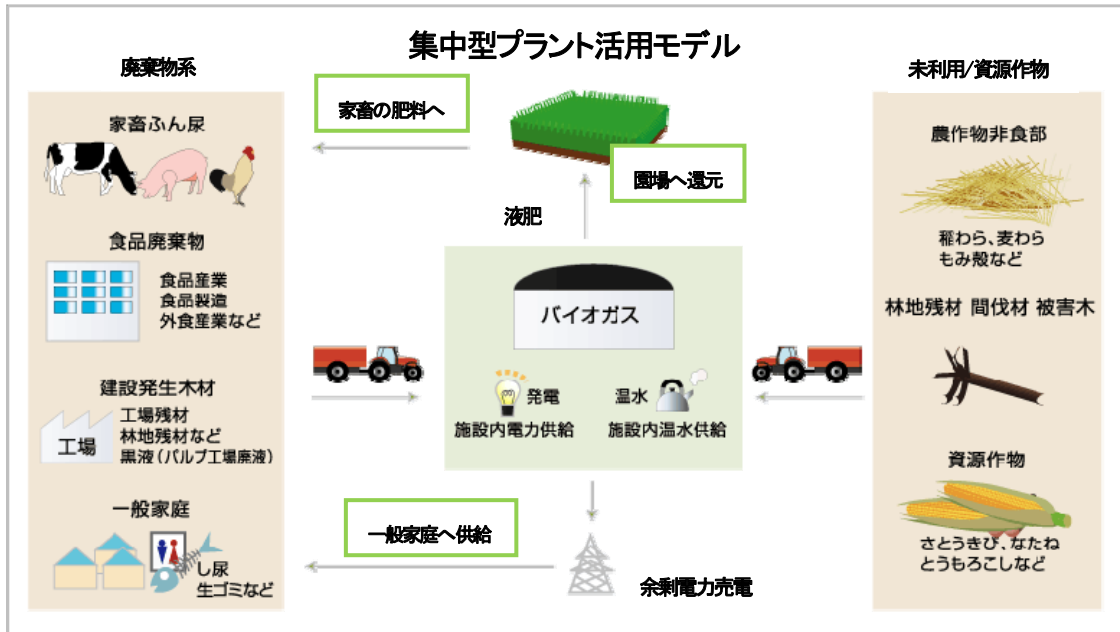 集中型プラント活用モデル
廃棄物系
家畜ふん尿
食品廃棄物
食品産業
食品製造
外食産業など
建設発生木材
工場
工場残材
林地残材など
黒液(パルプ工場廃液)
一般家庭
し尿
生ゴミなど
家畜の肥料へ
園場へ還元
液肥
バイオガス
発電
温水
施設内電力供給
施設内温水供給
一般家庭へ供給
余剰電力売電
未利用/資源作物
農作物非食部
稲わら、麦わら
もみ殻など
林地残材 間伐材 被害木
資源作物
さとうきび、なたね
とうもろこしなど